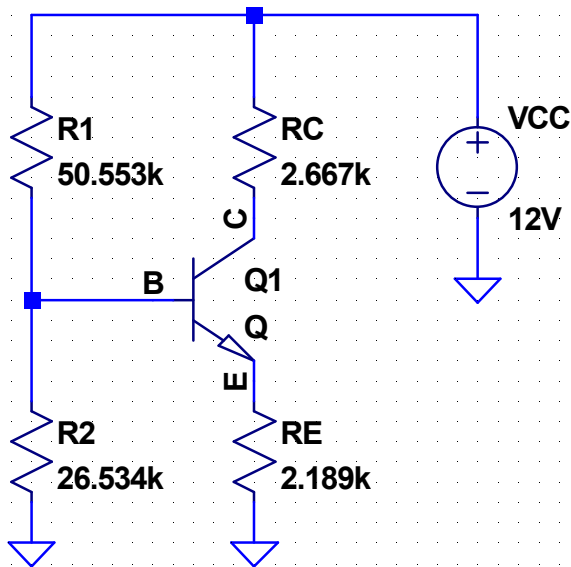 R1
50.553k
RC
2.667k
VCC
12V
C
B
Q1
Q
E
R2
26.534k
RE
2.189k